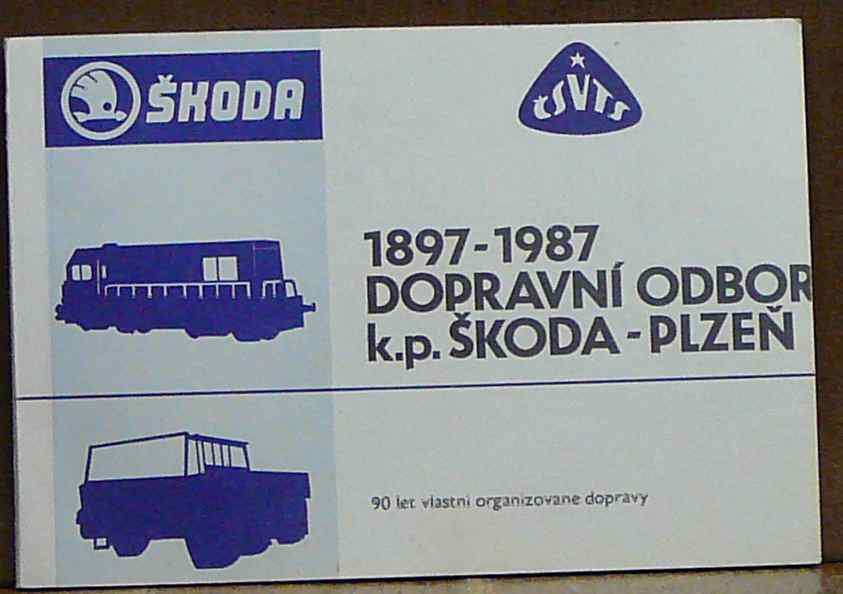 ŠKODA
ČSVTS
1897-1987
DOPRAVNÍ ODBOR
k.p. ŠKODA-PLZEŇ
90 let vlastní organizované dopravy